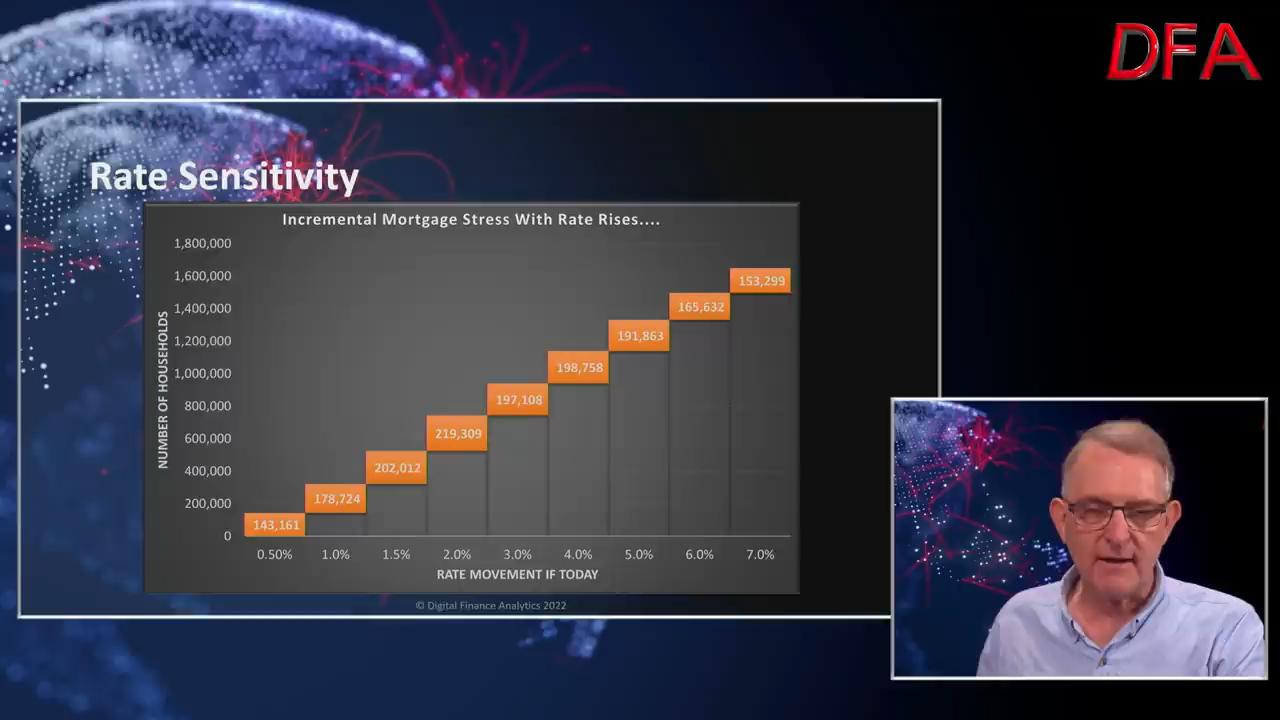 DFA
Rate Sensitivity
Incremental Mortgage Stress With Rate Rises....
1,800,000
1,600,000
1,400,000
1,200,000
1,000,000
800,000
600,000
400,000
200,000
0
NUMBER OF HOUSEHOLDS
143,161
178,724
202,012
219,309
197,108
198,758
191,863
165,632
153,299
0.50% 1.0% 1.5% 2.0% 3.0% 4.0% 5.0% 6.0% 7.0%
RATE MOVEMENT IF TODAY
© Digital Finance Analytics 2022